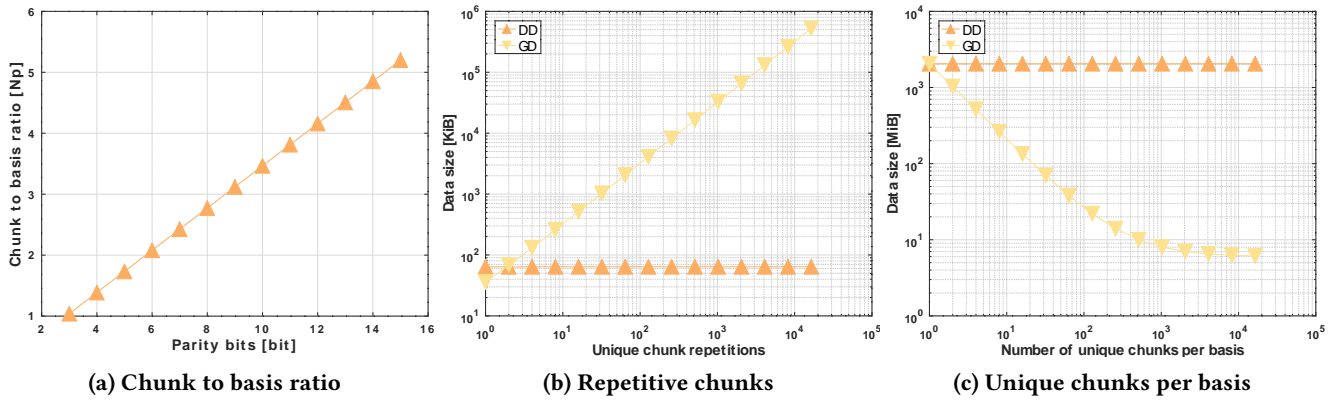 6
5
4
3
2
1
2 4 6 8 10 12 14 16
Chunk to basis ratio [Np]
Parity bits [bit]
(a) Chunk to basis ratio
DD
GD
10^6
10^5
10^4
10^3
10^2
10^1
10^0 10^1 10^2 10^3 10^4 10^5
Data size [KiB]
Unique chunk repetitions
(b) Repetitive chunks
DD
GD
10^4
10^3
10^2
10^1
10^0
10^0 10^1 10^2 10^3 10^4 10^5
Data size [MiB]
Number of unique chunks per basis
(c) Unique chunks per basis